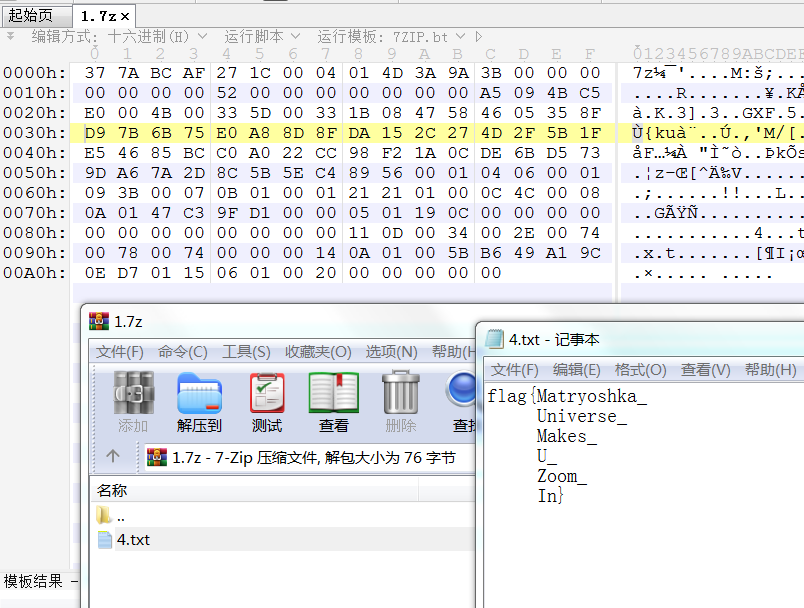 起始页 1.7z ×
编辑方式: 十六进制(H) 运行脚本 运行模板: 7ZIP.bt
0 1 2 3 4 5 6 7 8 9 A B C D E F 0123456789ABCDEF
0000h: 37 7A BC AF 27 1C 00 04 01 4D 3A 9A 3B 00 00 00 7z¼¯'....M:š;...
0010h: 00 00 00 00 52 00 00 00 00 00 00 00 A5 09 4B C5 ....R.......¥.KÅ
0020h: E0 00 4B 00 33 5D 00 33 1B 08 47 58 46 05 35 8F à.K.3].3..GXF.5.
0030h: D9 7B 6B 75 E0 A8 8D 8F DA 15 2C 27 4D 2F 5B 1F Ù{kuà¨..Ú.,'M/[.
0040h: E5 46 85 BC C0 A0 22 CC 98 F2 1A 0C DE 6B D5 73 åF…¼À "Ì˜ò..ÞkÕs
0050h: 9D A6 7A 2D 8C 5B 5E C4 89 56 00 01 04 06 00 01 .¦z-Œ[^Ä‰V......
0060h: 09 3B 00 07 0B 01 00 01 21 21 01 00 0C 4C 00 08 .;......!!...L..
0070h: 0A 01 47 C3 9F D1 00 00 05 01 19 0C 00 00 00 00 ..GÃŸÑ..........
0080h: 00 00 00 00 00 00 00 00 11 0D 00 34 00 2E 00 74 ...........4...t
0090h: 00 78 00 74 00 00 00 14 0A 01 00 5B B6 49 A1 9C .x.t.......[¶I¡œ
00A0h: 0E D7 01 15 06 01 00 20 00 00 00 00 00 .×..... .....
1.7z
文件(F) 命令(C) 工具(S) 收藏夹(O) 选项(N)
添加 解压到 测试 查看 删除
1.7z - 7-Zip 压缩文件, 解包大小为 76 字节
名称
..
4.txt
4.txt - 记事本
文件(F) 编辑(E) 格式(O) 查看(V) 帮助(H)
flag{Matryoshka_
Universe_
Makes_
U_
Zoom_
In}
模板结果 -